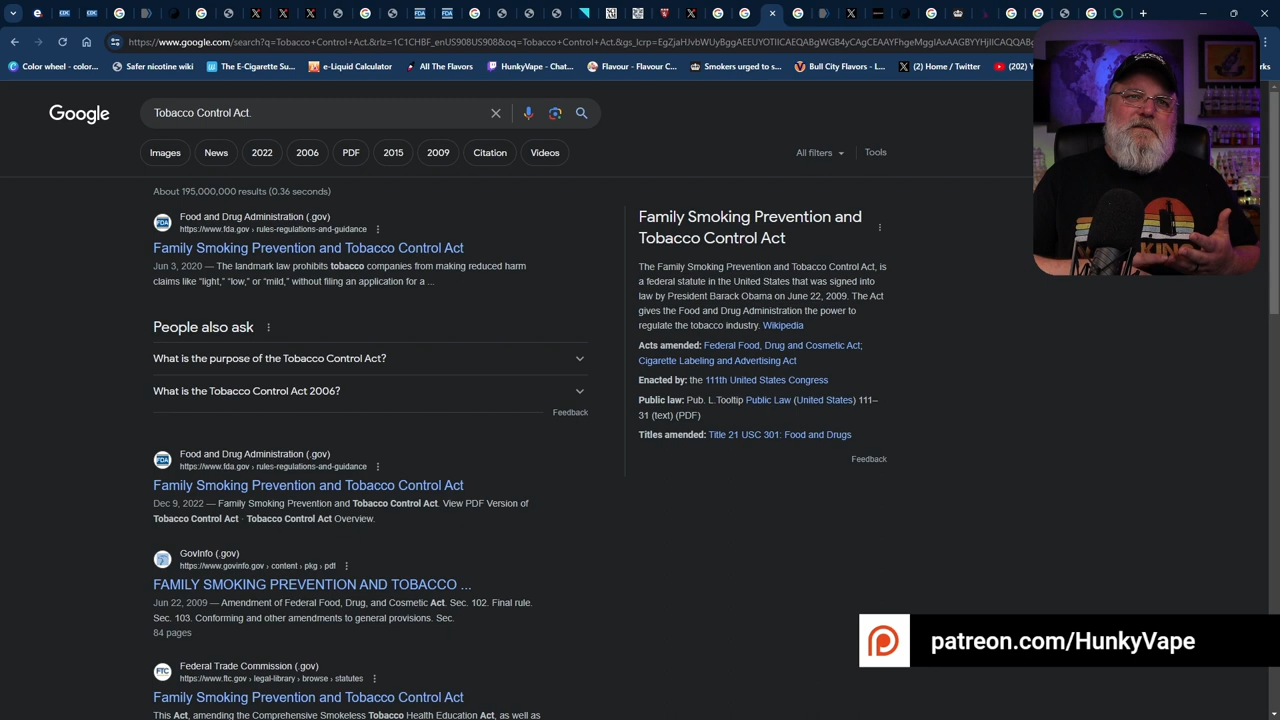 https://www.google.com/search?q=Tobacco+Control+Act.&rlz=1C1CHBF_enUS908US908&oq=Tobacco+Control+Act.
Color wheel - color...
Safer nicotine wiki
The E-Cigarette Su...
e-Liquid Calculator
All The Flavors
HunkyVape - Chat...
Flavour - Flavour C...
Smokers urged to s...
Bull City Flavors - L...
(2) Home / Twitter
(202) Y
Google
Tobacco Control Act.
Images
News
2022
2006
PDF
2015
2009
Citation
Videos
All filters
Tools
About 195,000,000 results (0.36 seconds)
Food and Drug Administration (.gov)
https://www.fda.gov › rules-regulations-and-guidance
Family Smoking Prevention and Tobacco Control Act
Jun 3, 2020 — The landmark law prohibits tobacco companies from making reduced harm
claims like “light,” “low,” or “mild,” without filing an application for a ...
People also ask
What is the purpose of the Tobacco Control Act?
What is the Tobacco Control Act 2006?
Feedback
Food and Drug Administration (.gov)
https://www.fda.gov › rules-regulations-and-guidance
Family Smoking Prevention and Tobacco Control Act
Dec 9, 2022 — Family Smoking Prevention and Tobacco Control Act. View PDF Version of
Tobacco Control Act · Tobacco Control Act Overview.
GovInfo (.gov)
https://www.govinfo.gov › content › pkg › pdf
FAMILY SMOKING PREVENTION AND TOBACCO ...
Jun 22, 2009 — Amendment of Federal Food, Drug, and Cosmetic Act. Sec. 102. Final rule.
Sec. 103. Conforming and other amendments to general provisions. Sec.
84 pages
FTC
Federal Trade Commission (.gov)
https://www.ftc.gov › legal-library › browse › statutes
Family Smoking Prevention and Tobacco Control Act
This Act, amending the Comprehensive Smokeless Tobacco Health Education Act, as well as
Family Smoking Prevention and
Tobacco Control Act
The Family Smoking Prevention and Tobacco Control Act, is
a federal statute in the United States that was signed into
law by President Barack Obama on June 22, 2009. The Act
gives the Food and Drug Administration the power to
regulate the tobacco industry. Wikipedia
Acts amended: Federal Food, Drug and Cosmetic Act;
Cigarette Labeling and Advertising Act
Enacted by: the 111th United States Congress
Public law: Pub. L.Tooltip Public Law (United States) 111–
31 (text) (PDF)
Titles amended: Title 21 USC 301: Food and Drugs
Feedback
patreon.com/HunkyVape